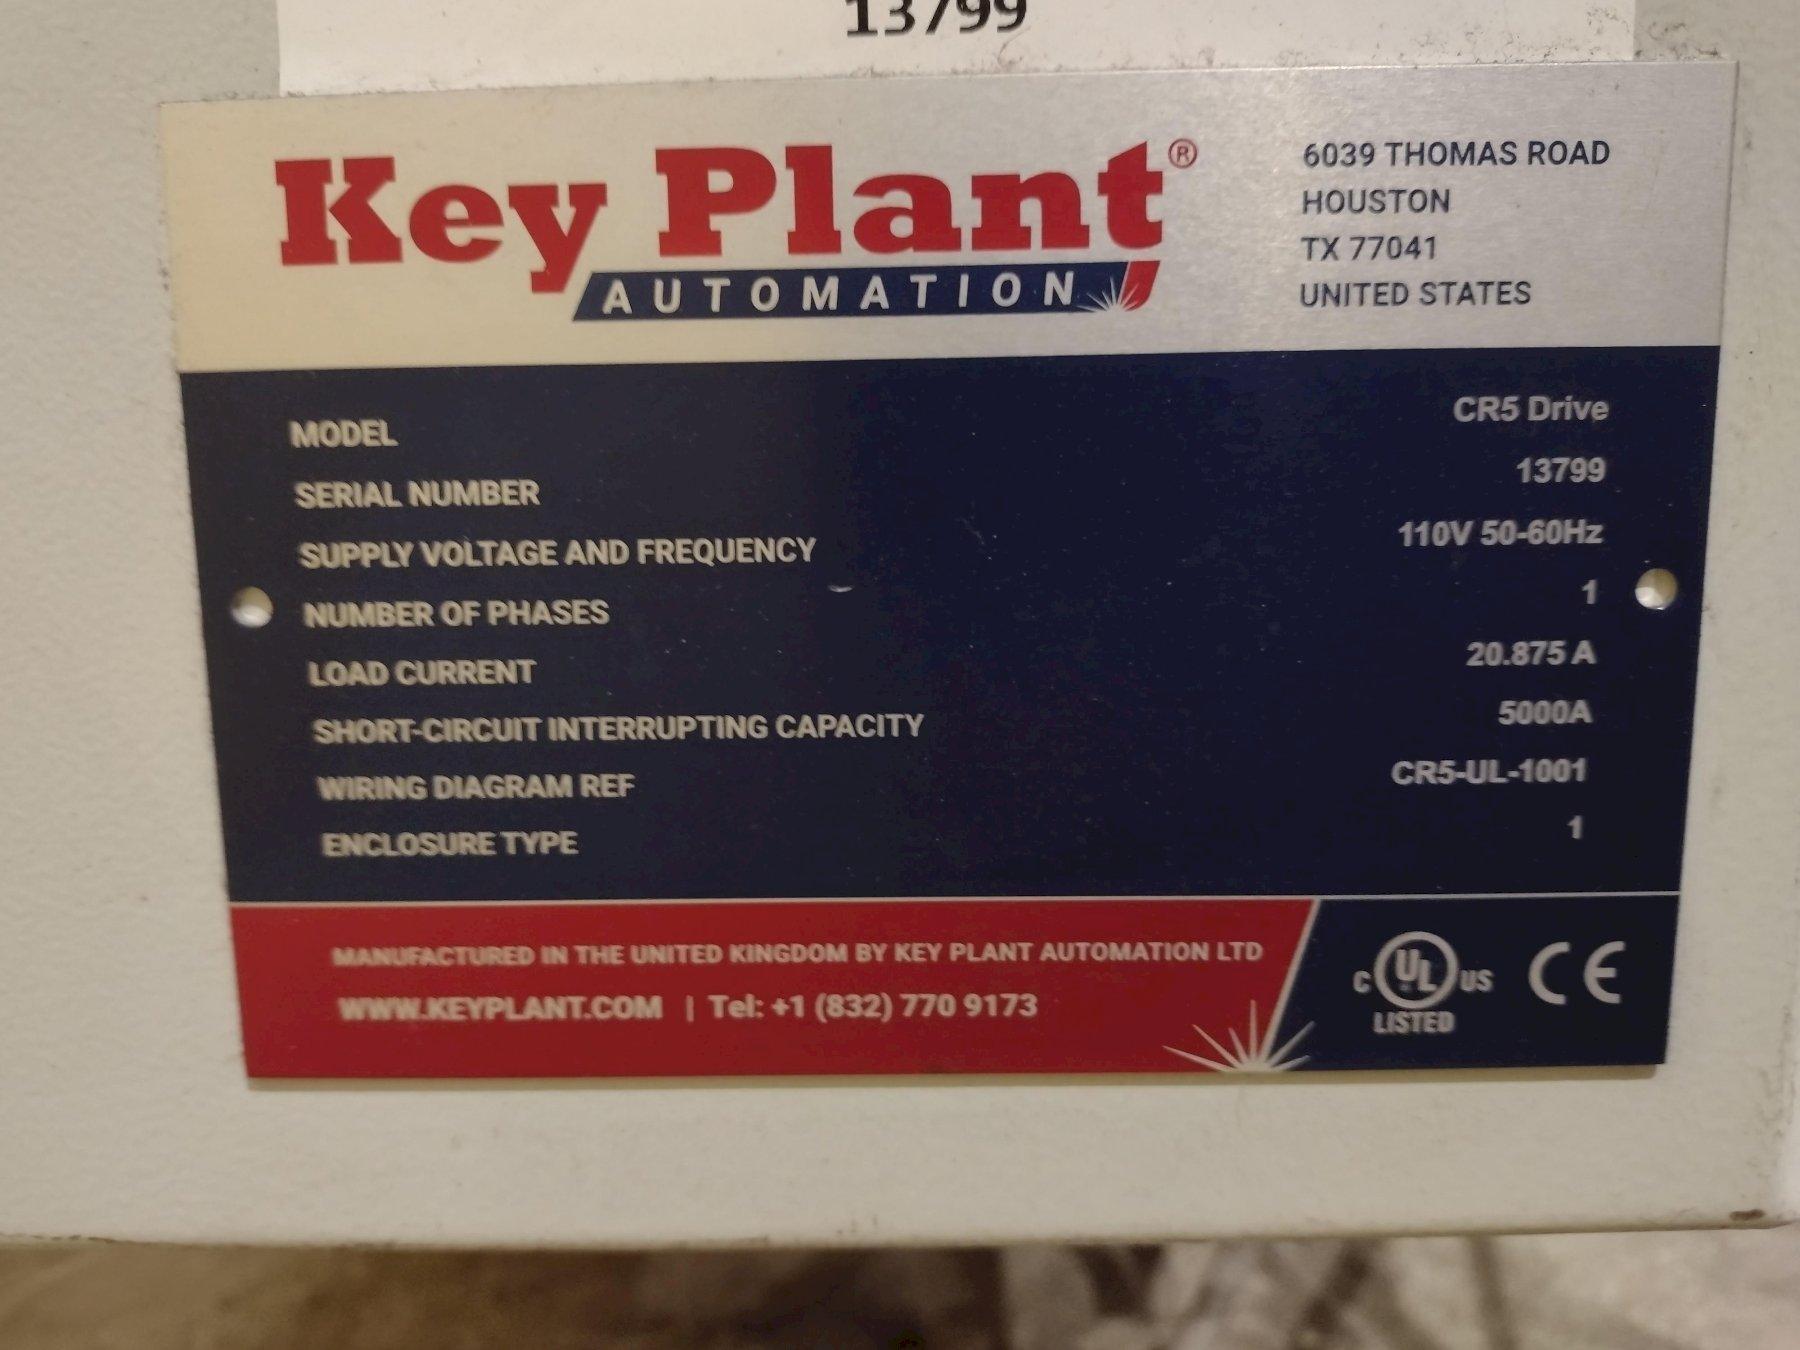 13799
Key Plant®
AUTOMATION
6039 THOMAS ROAD
HOUSTON
TX 77041
UNITED STATES
MODEL CR5 Drive
SERIAL NUMBER 13799
SUPPLY VOLTAGE AND FREQUENCY 110V 50-60Hz
NUMBER OF PHASES 1
LOAD CURRENT 20.875 A
SHORT-CIRCUIT INTERRUPTING CAPACITY 5000A
WIRING DIAGRAM REF CR5-UL-1001
ENCLOSURE TYPE 1
MANUFACTURED IN THE UNITED KINGDOM BY KEY PLANT AUTOMATION LTD
WWW.KEYPLANT.COM | Tel: +1 (832) 770 9173
C UL US CE
LISTED